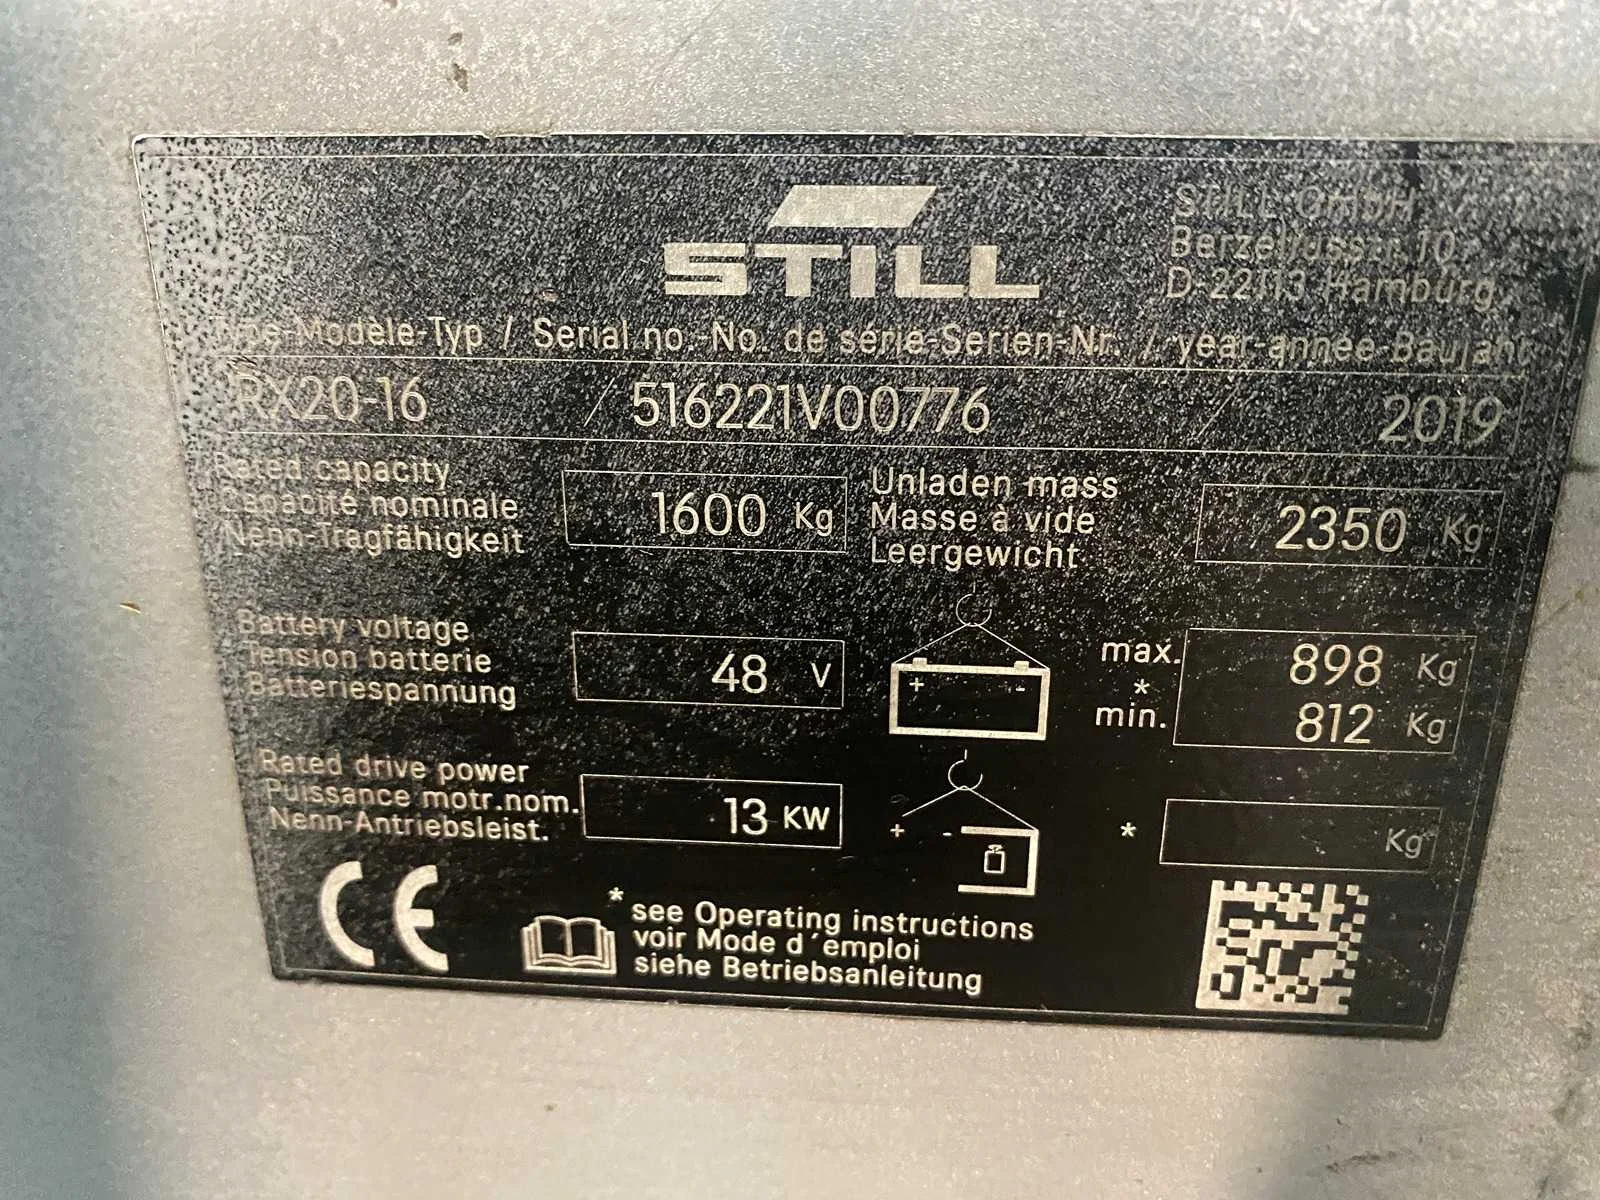 STILL
STILL GmbH
Berzeliusstr. 10
D-22113 Hamburg
Type-Modèle-Typ / Serial no.-No. de série-Serien-Nr. / year-année-Baujahr
RX20-16 / 516221V00776 / 2019
Rated capacity
Capacité nominale
Nenn-Tragfähigkeit
1600 Kg
Unladen mass
Masse à vide
Leergewicht
2350 Kg
Battery voltage
Tension batterie
Batteriespannung
48 V
+ -
max. 898 Kg
*
min. 812 Kg
Rated drive power
Puissance motr.nom.
Nenn-Antriebsleist.
13 KW
+ -
* Kg
CE
* see Operating instructions
voir Mode d´emploi
siehe Betriebsanleitung